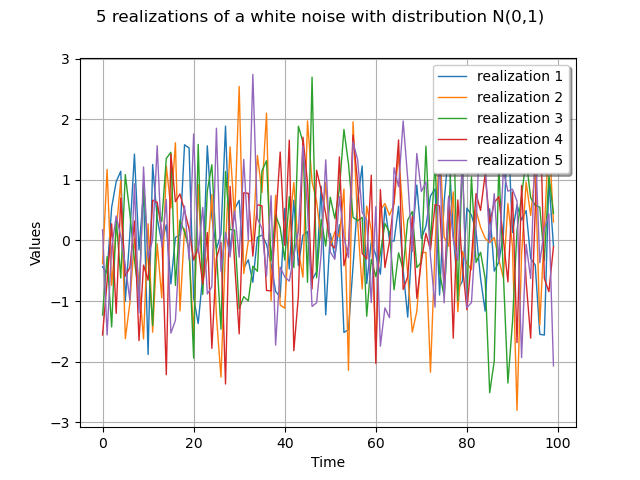 5 realizations of a white noise with distribution N(0,1)
realization 1
realization 2
realization 3
realization 4
realization 5
3
2
1
0
−1
−2
−3
Values
0
20
40
60
80
100
Time